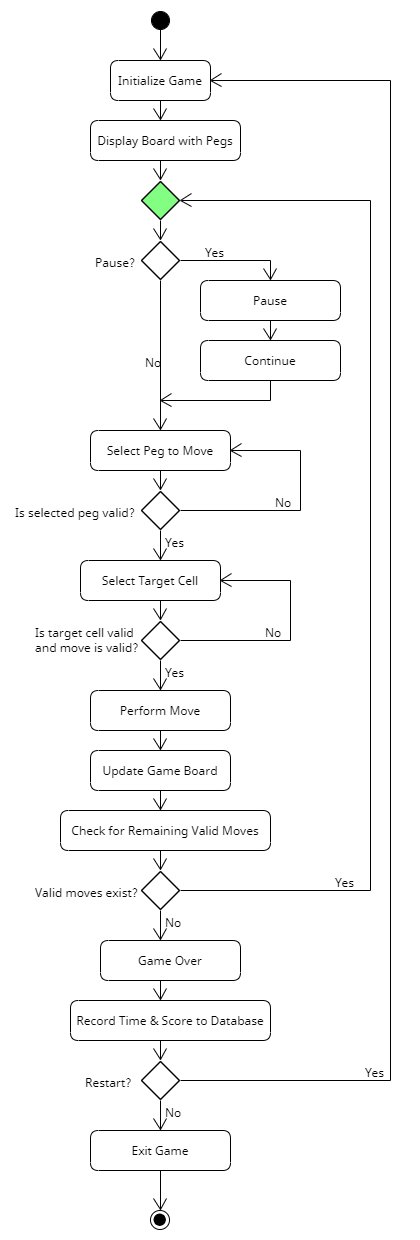 Initialize Game
Display Board with Pegs
Pause?
Yes
Pause
Continue
No
Select Peg to Move
Is selected peg valid?
No
Yes
Select Target Cell
Is target cell valid
and move is valid?
No
Yes
Perform Move
Update Game Board
Check for Remaining Valid Moves
Valid moves exist?
Yes
No
Game Over
Record Time & Score to Database
Restart?
Yes
No
Exit Game